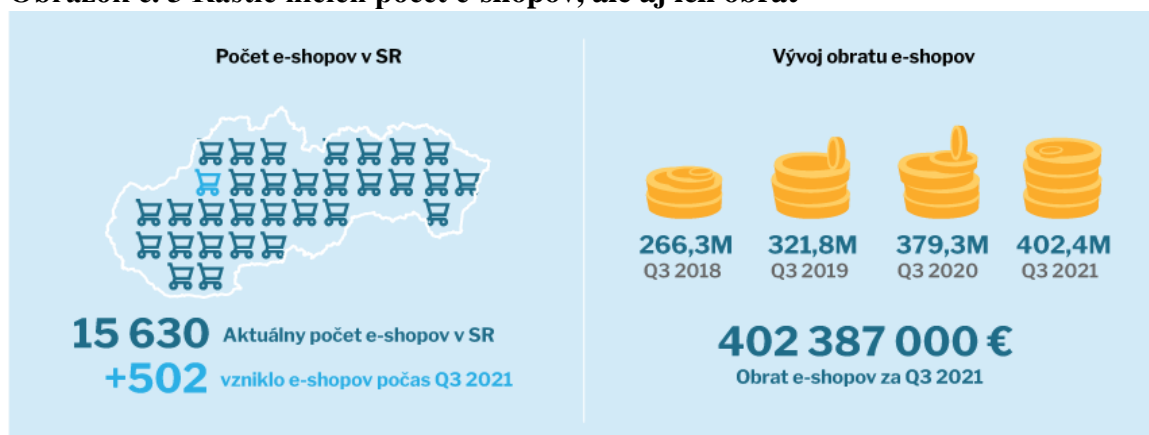 Obrázok č. 3 Rastie nielen počet e-shopov, ale aj ich obrat
Počet e-shopov v SR
15 630 Aktuálny počet e-shopov v SR
+502 vzniklo e-shopov počas Q3 2021
Vývoj obratu e-shopov
266,3M 321,8M 379,3M 402,4M
Q3 2018 Q3 2019 Q3 2020 Q3 2021
402 387 000 €
Obrat e-shopov za Q3 2021